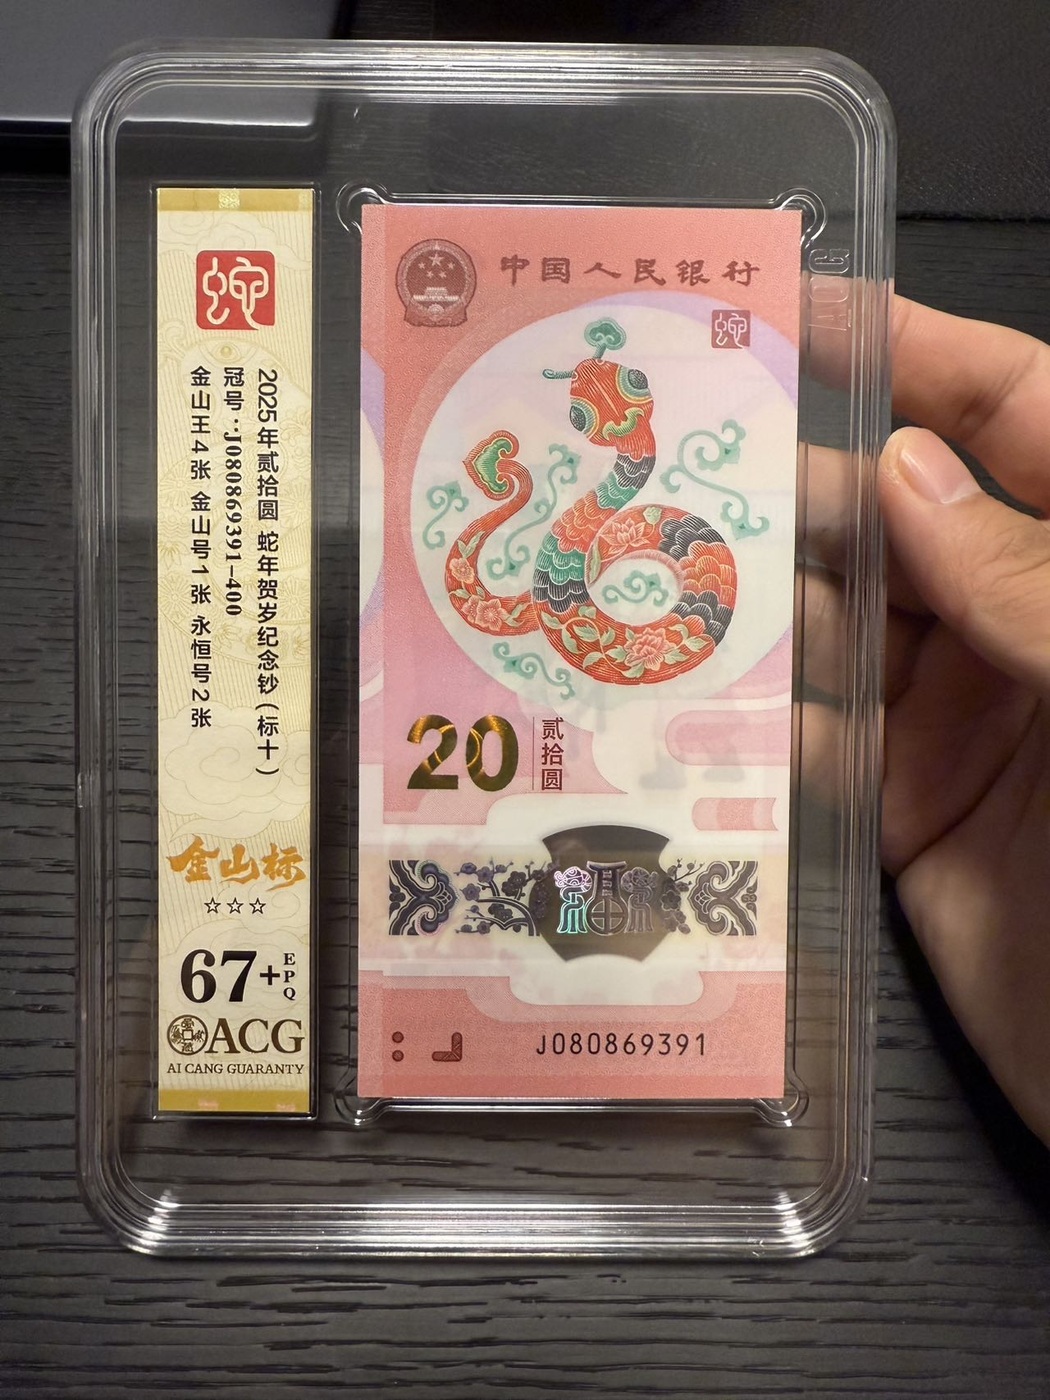 蛇
2025年贰拾圆 蛇年贺岁纪念钞（标十）
冠号：J080869391-400
金山王4张 金山号1张 永恒号2张
金山标
☆☆☆
67+EPQ
ACG
AI CANG GUARANTY
中国人民银行
蛇
20 贰拾圆
福
J080869391
ACG